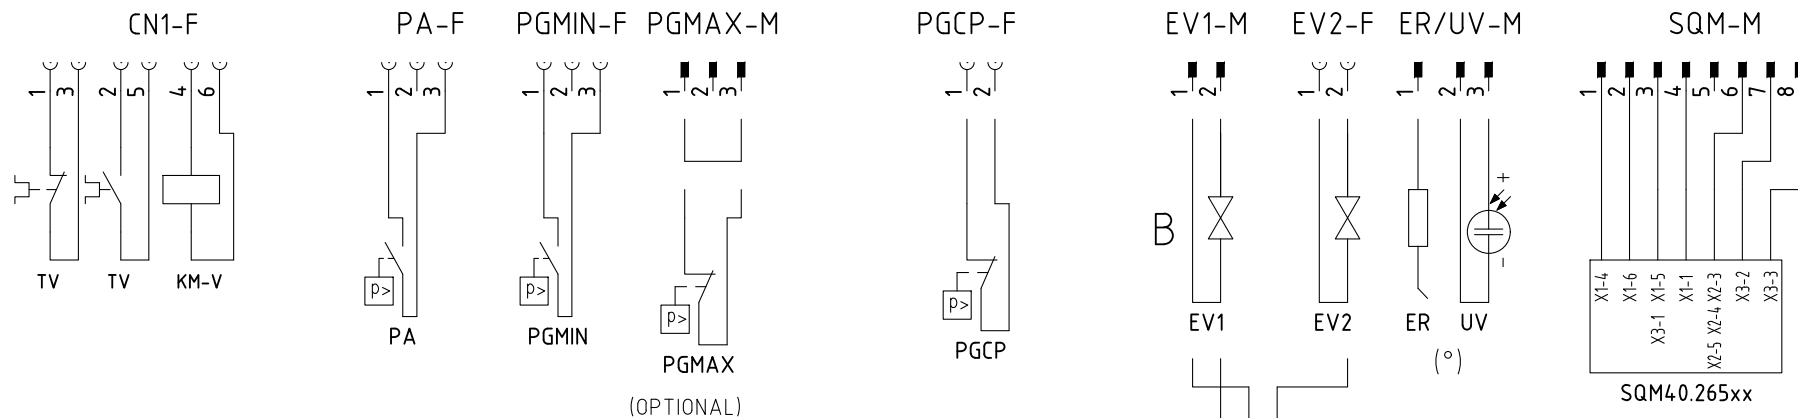 CN1-F PA-F PGMIN-F PGMAX-M PGCP-F EV1-M EV2-F ER/UV-M SQM-M
1 3 2 5 4 6 1 2 3 1 2 3 1 2 3 1 2 1 2 1 2 1 2 3 1 2 3 4 5 6 7 8
+
B
p> p> p> p>
-
TV TV KM-V
X1-4 X1-6 X3-1 X1-5 X1-1 X2-5 X2-4 X2-3 X3-2 X3-3
PA PGMIN PGMAX PGCP EV1 EV2 ER UV
(°)
SQM40.265xx
(OPTIONAL)